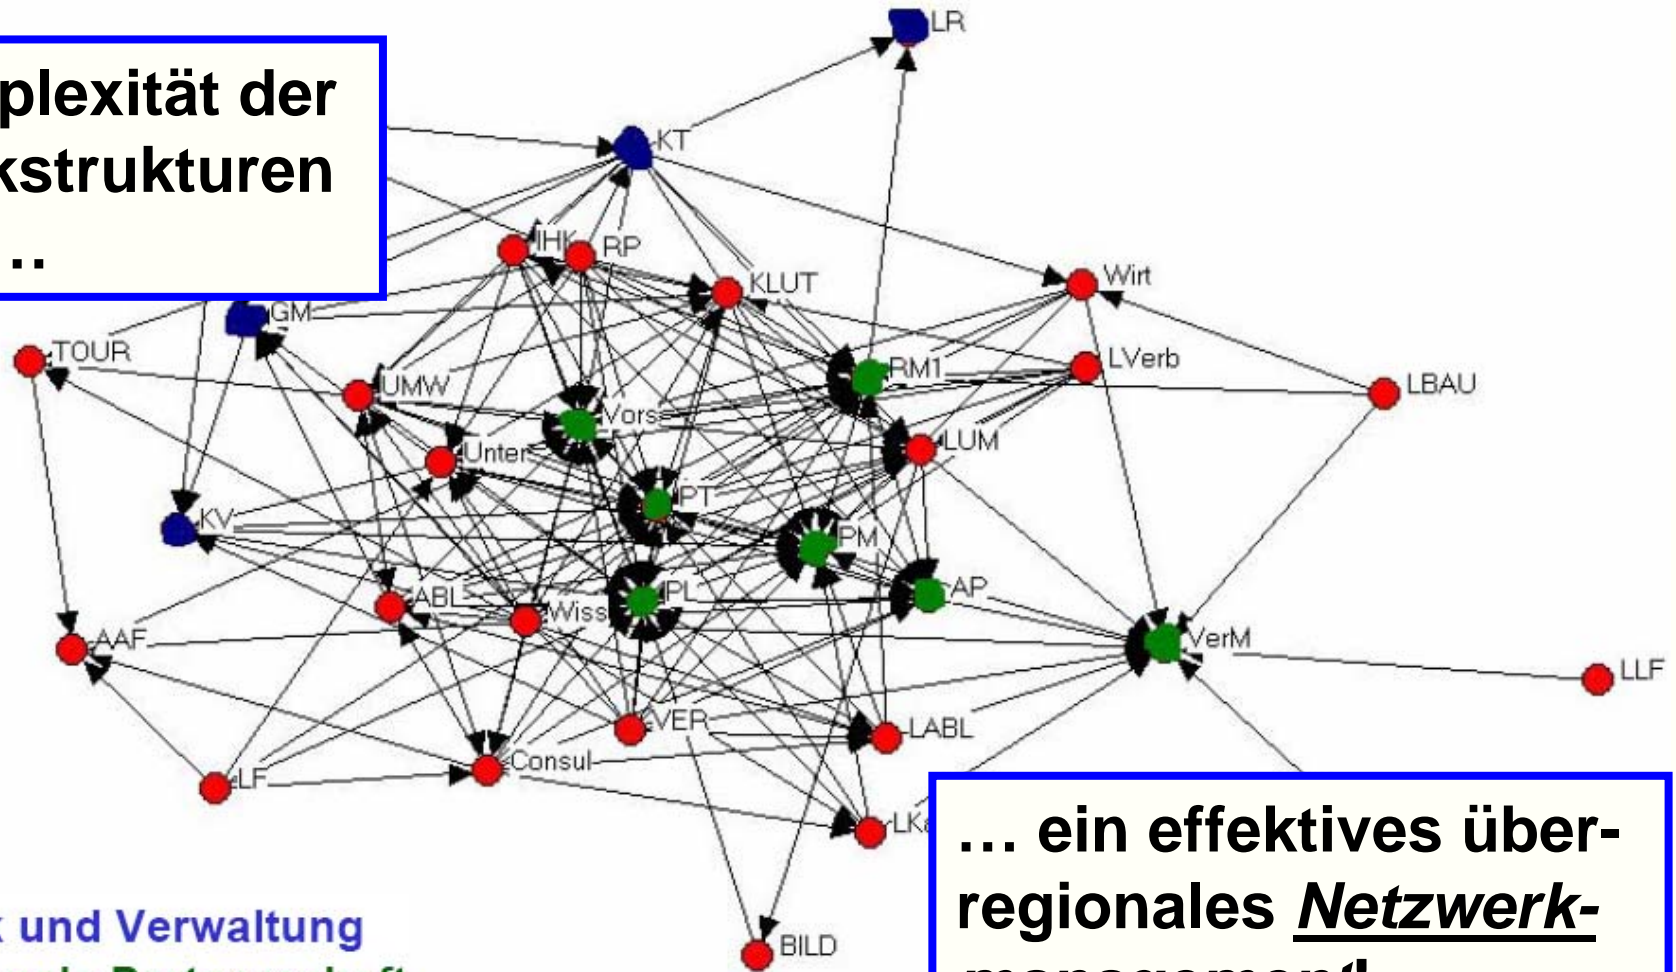 LR
plexität der
kstrukturen
…
KT
IHK
RP
KLUT
Wirt
GM
TOUR
UMW
RM1
LVerb
LBAU
Vors
Unter
LUM
PT
KV
PM
ABL
Wiss
PL
AP
AAF
VerM
LLF
VER
LABL
Consul
LF
… ein effektives über-
regionales Netzwerk-
und Verwaltung
BILD